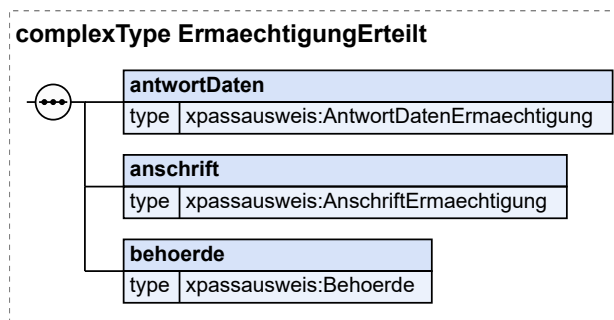 complexType ErmaechtigungErteilt
antwortDaten
type xpassausweis:AntwortDatenErmaechtigung
anschrift
type xpassausweis:AnschriftErmaechtigung
behoerde
type xpassausweis:Behoerde